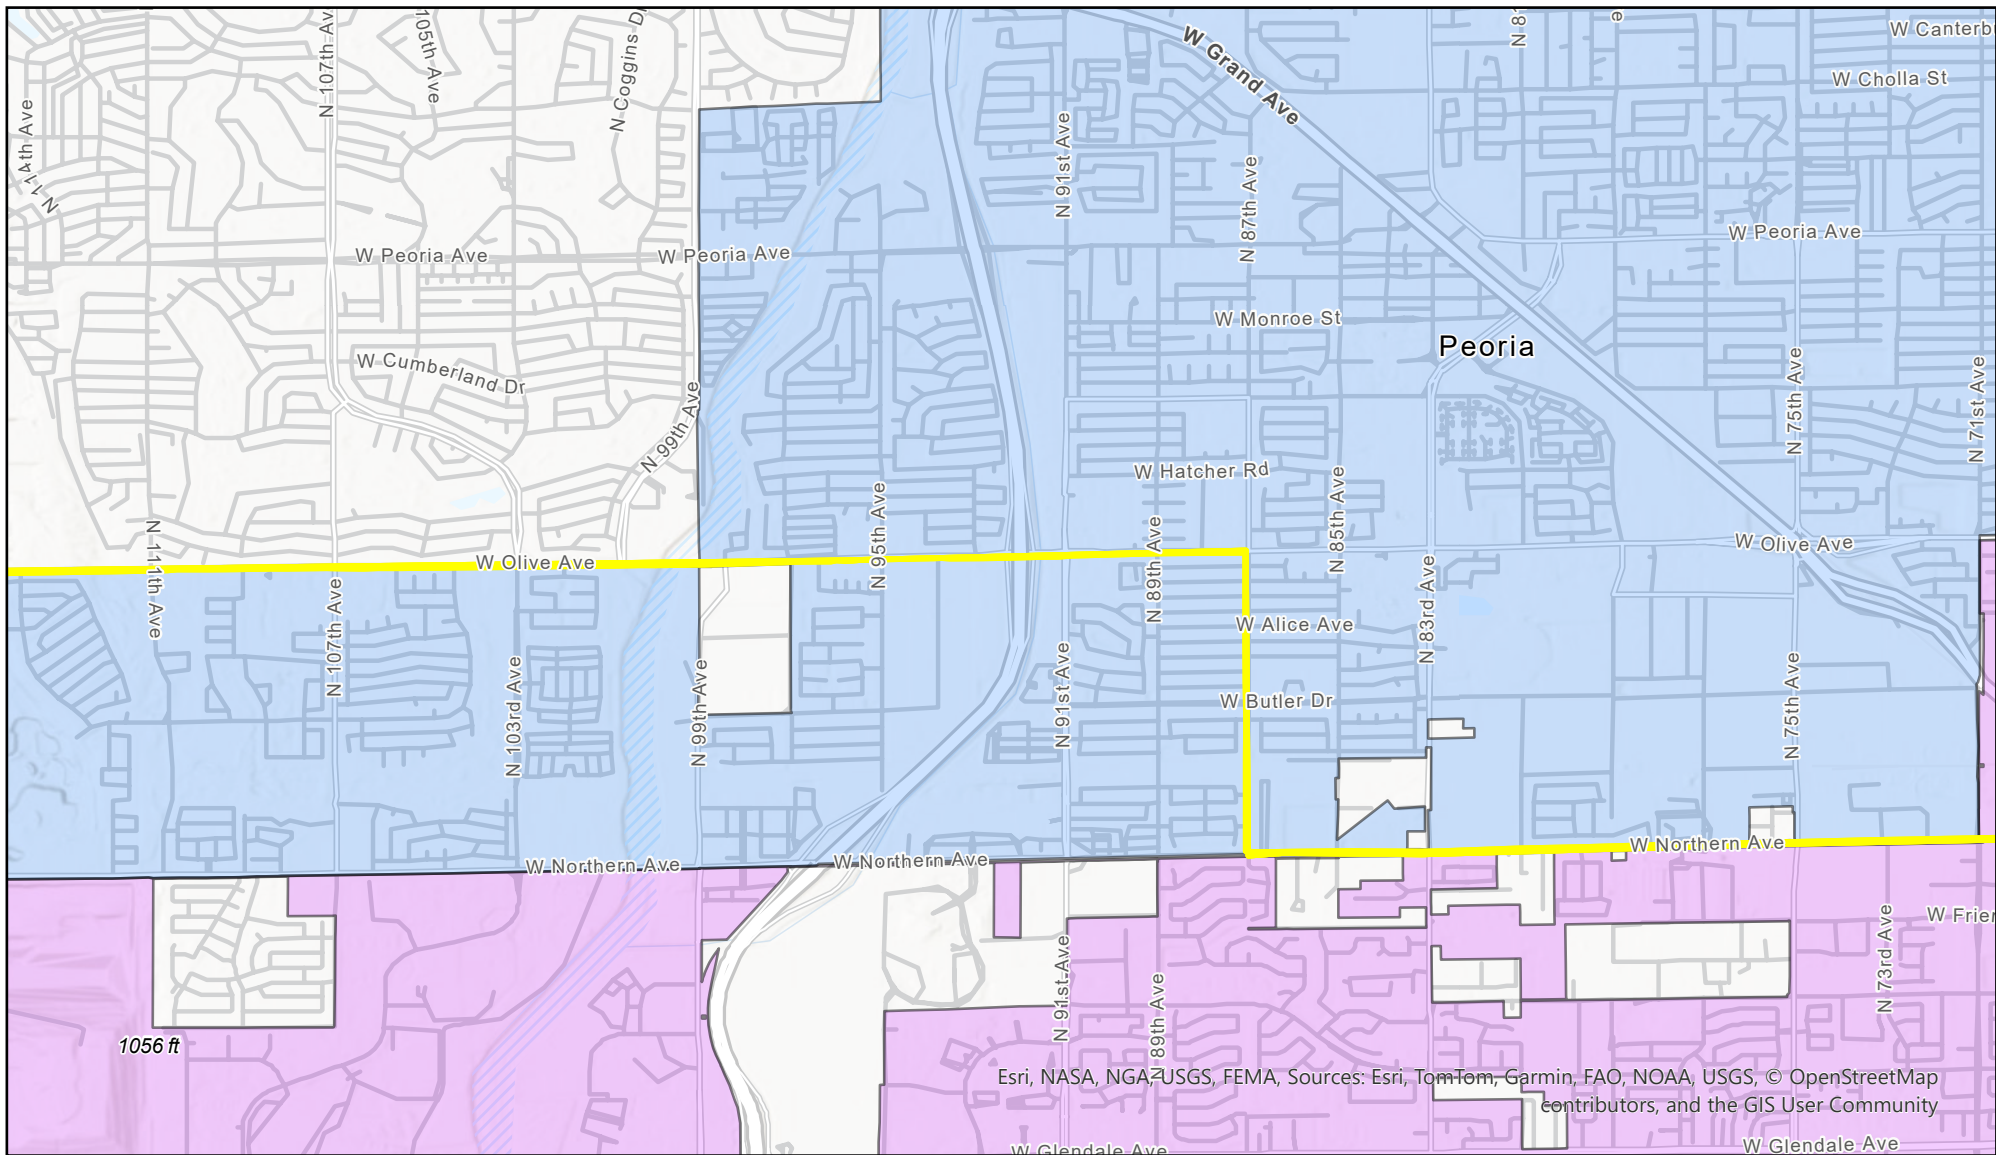 N 107th Av
105th Ave
N Coggins Dr
W Grand Ave
N 8
e
W Canterb
W Cholla St
N 114th Ave
N 91st Ave
N 87th Ave
W Peoria Ave
W Peoria Ave
W Peoria Ave
W Monroe St
Peoria
W Cumberland Dr
N 99th Ave
N 75th Ave
N 71st Ave
W Hatcher Rd
N 95th Ave
N 85th Ave
N 89th Ave
N 111th Ave
W Olive Ave
W Olive Ave
N 107th Ave
N 83rd Ave
W Alice Ave
N 103rd Ave
N 99th Ave
N 91st Ave
W Butler Dr
N 75th Ave
W Northern Ave
W Northern Ave
W Northern Ave
N 73rd Ave
W Frier
N 91st Ave
N 89th Ave
1056 ft
Esri, NASA, NGA, USGS, FEMA, Sources: Esri, TomTom, Garmin, FAO, NOAA, USGS, © OpenStreetMap
contributors, and the GIS User Community
W Glendale Ave
W Glendale Ave